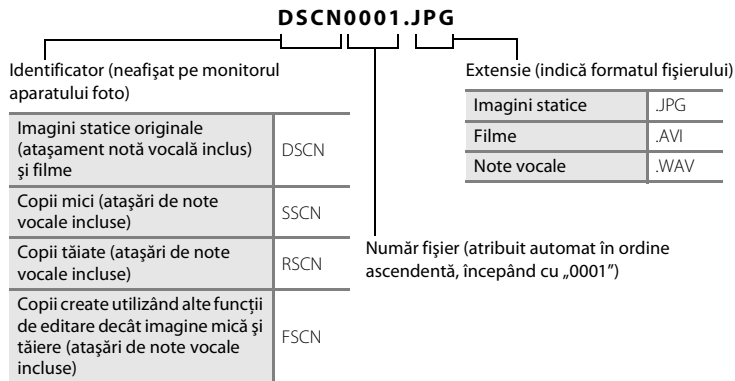 DSCN0001.JPG
Identificator (neafişat pe monitorul
aparatului foto)
Imagini statice originale
(ataşament notă vocală inclus)
şi filme
DSCN
Copii mici (ataşări de note
vocale incluse)
SSCN
Copii tăiate (ataşări de note
vocale incluse)
RSCN
Copii create utilizând alte funcţii
de editare decât imagine mică şi
tăiere (ataşări de note vocale
incluse)
FSCN
Extensie (indică formatul fişierului)
Imagini statice .JPG
Filme .AVI
Note vocale .WAV
Număr fişier (atribuit automat în ordine
ascendentă, începând cu „0001”)